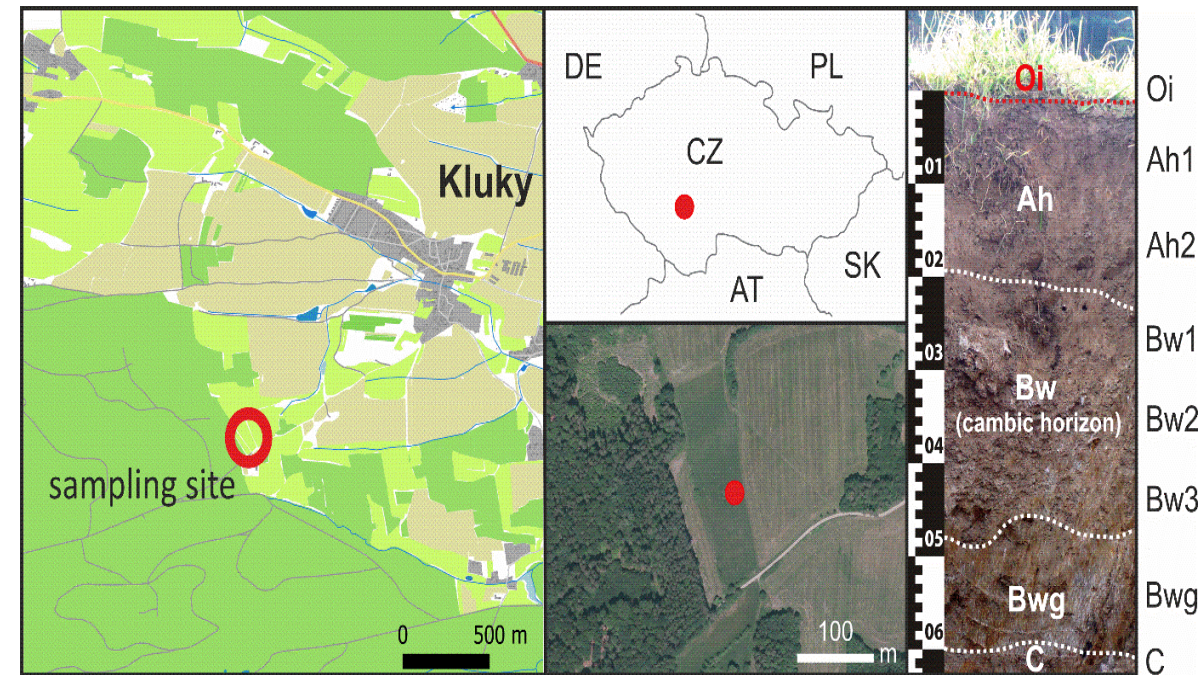 Kluky
sampling site
0 500 m
DE
PL
CZ
SK
AT
100
m
Oi
01
Ah
02
03
Bw
(cambic horizon)
04
05
Bwg
06
C
Oi
Ah1
Ah2
Bw1
Bw2
Bw3
Bwg
C